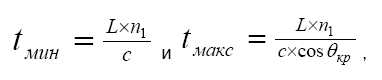 t_мин = L×n₁/c и t_макс = L×n₁/(c×cos θ_кр) ,